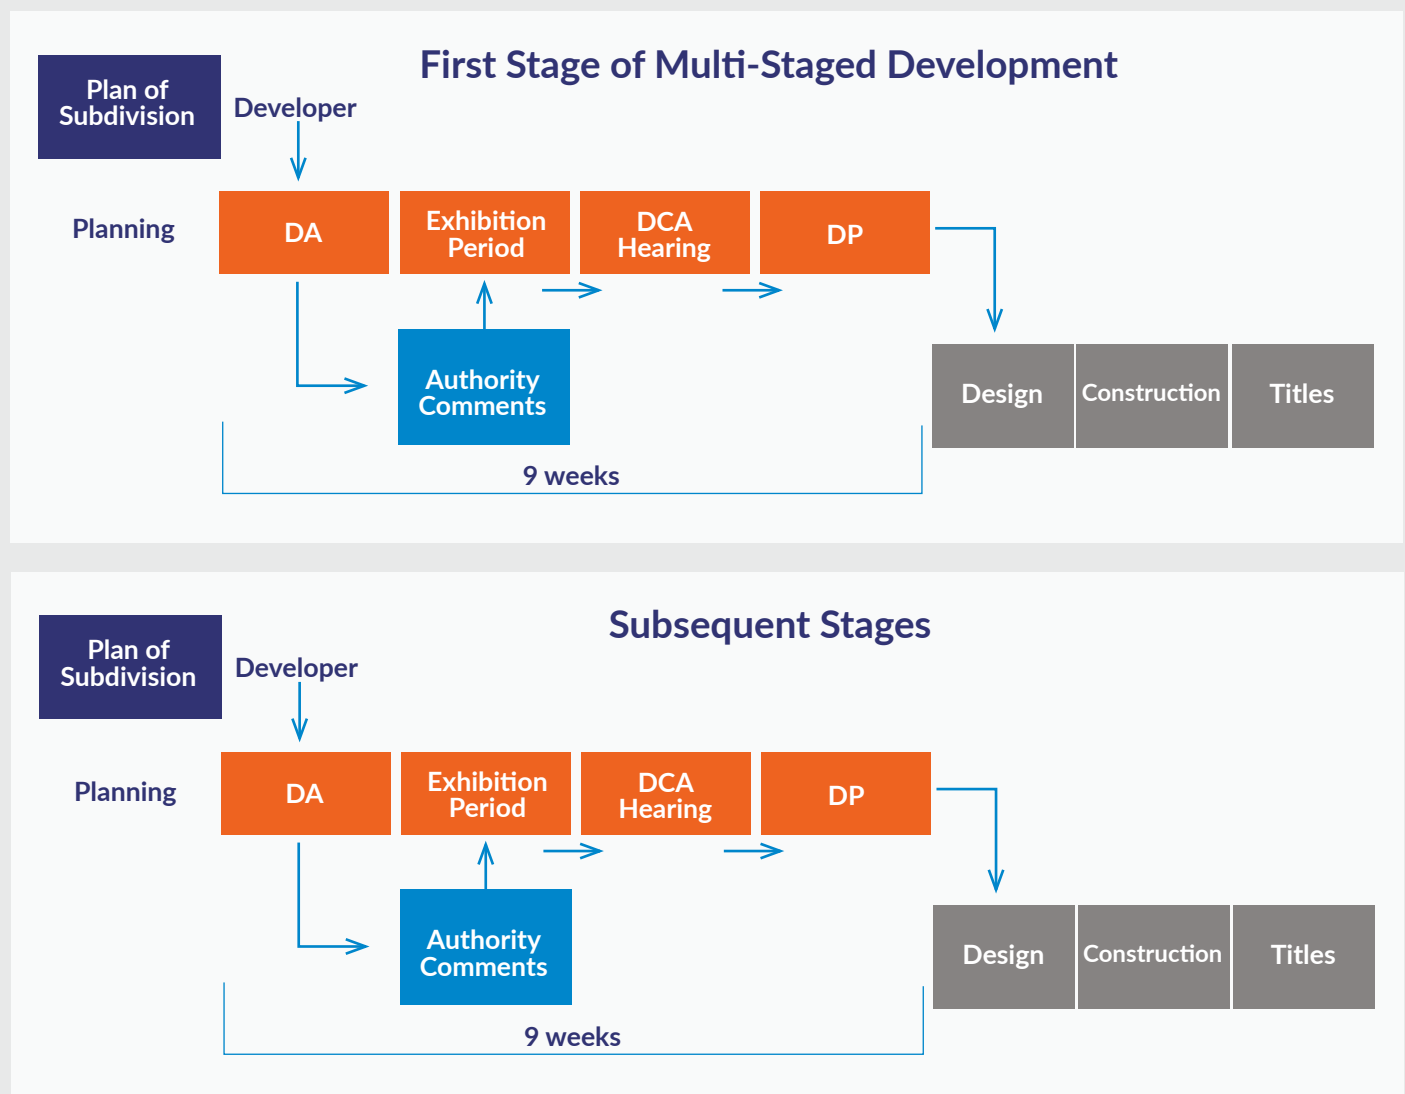 First Stage of Multi-Staged Development
Plan of
Subdivision
Developer
Planning
DA
Exhibition
Period
DCA
Hearing
DP
Authority
Comments
Design
Construction
Titles
9 weeks
Subsequent Stages
Plan of
Subdivision
Developer
Planning
DA
Exhibition
Period
DCA
Hearing
DP
Authority
Comments
Design
Construction
Titles
9 weeks